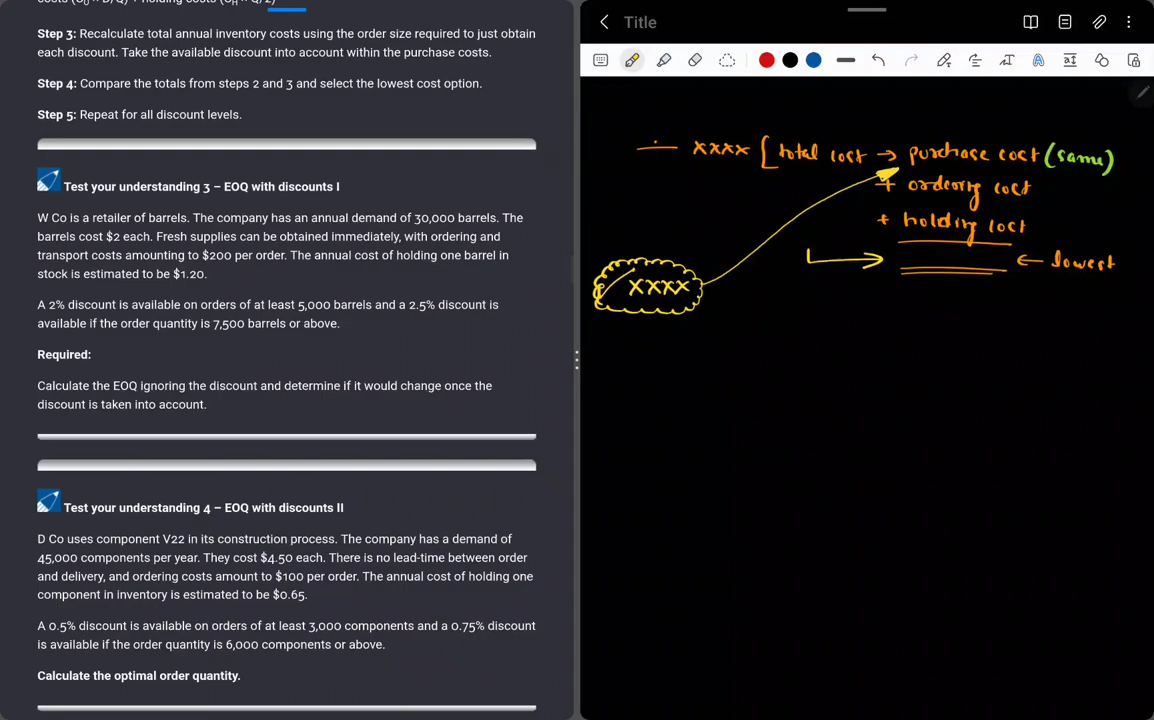 costs (C₀ × D/Q) + holding costs (Cʜ × Q/2)
Step 3: Recalculate total annual inventory costs using the order size required to just obtain
each discount. Take the available discount into account within the purchase costs.
Step 4: Compare the totals from steps 2 and 3 and select the lowest cost option.
Step 5: Repeat for all discount levels.
Test your understanding 3 – EOQ with discounts I
W Co is a retailer of barrels. The company has an annual demand of 30,000 barrels. The
barrels cost $2 each. Fresh supplies can be obtained immediately, with ordering and
transport costs amounting to $200 per order. The annual cost of holding one barrel in
stock is estimated to be $1.20.
A 2% discount is available on orders of at least 5,000 barrels and a 2.5% discount is
available if the order quantity is 7,500 barrels or above.
Required:
Calculate the EOQ ignoring the discount and determine if it would change once the
discount is taken into account.
Test your understanding 4 – EOQ with discounts II
D Co uses component V22 in its construction process. The company has a demand of
45,000 components per year. They cost $4.50 each. There is no lead-time between order
and delivery, and ordering costs amount to $100 per order. The annual cost of holding one
component in inventory is estimated to be $0.65.
A 0.5% discount is available on orders of at least 3,000 components and a 0.75% discount
is available if the order quantity is 6,000 components or above.
Calculate the optimal order quantity.
Title
xxxx [total cost → purchase cost (same)
+ ordering cost
+ holding cost
← lowest
xxxx